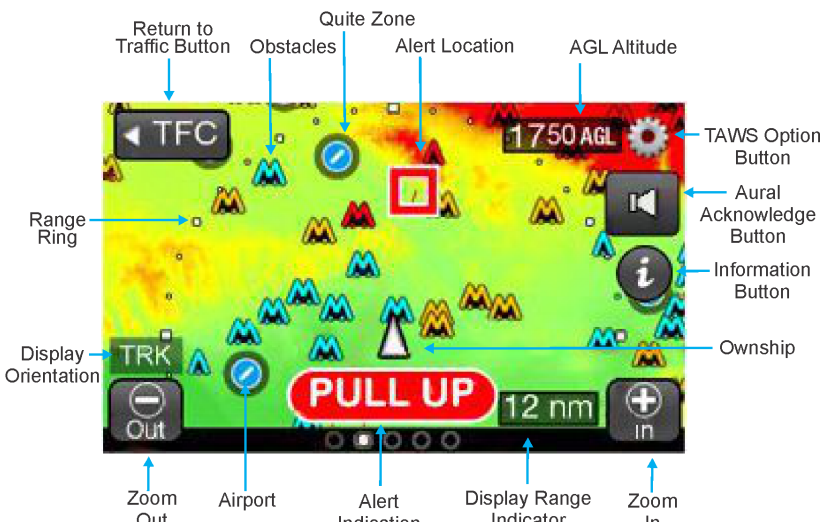 Return to
Traffic Button
Obstacles
Quite Zone
Alert Location
AGL Altitude
TFC
1750 AGL
TAWS Option
Button
Aural
Acknowledge
Button
Range
Ring
i
Information
Button
Display
Orientation
TRK
Ownship
PULL UP
12 nm
Out
in
Zoom
Out
Airport
Alert
Indication
Display Range
Indicator
Zoom
In